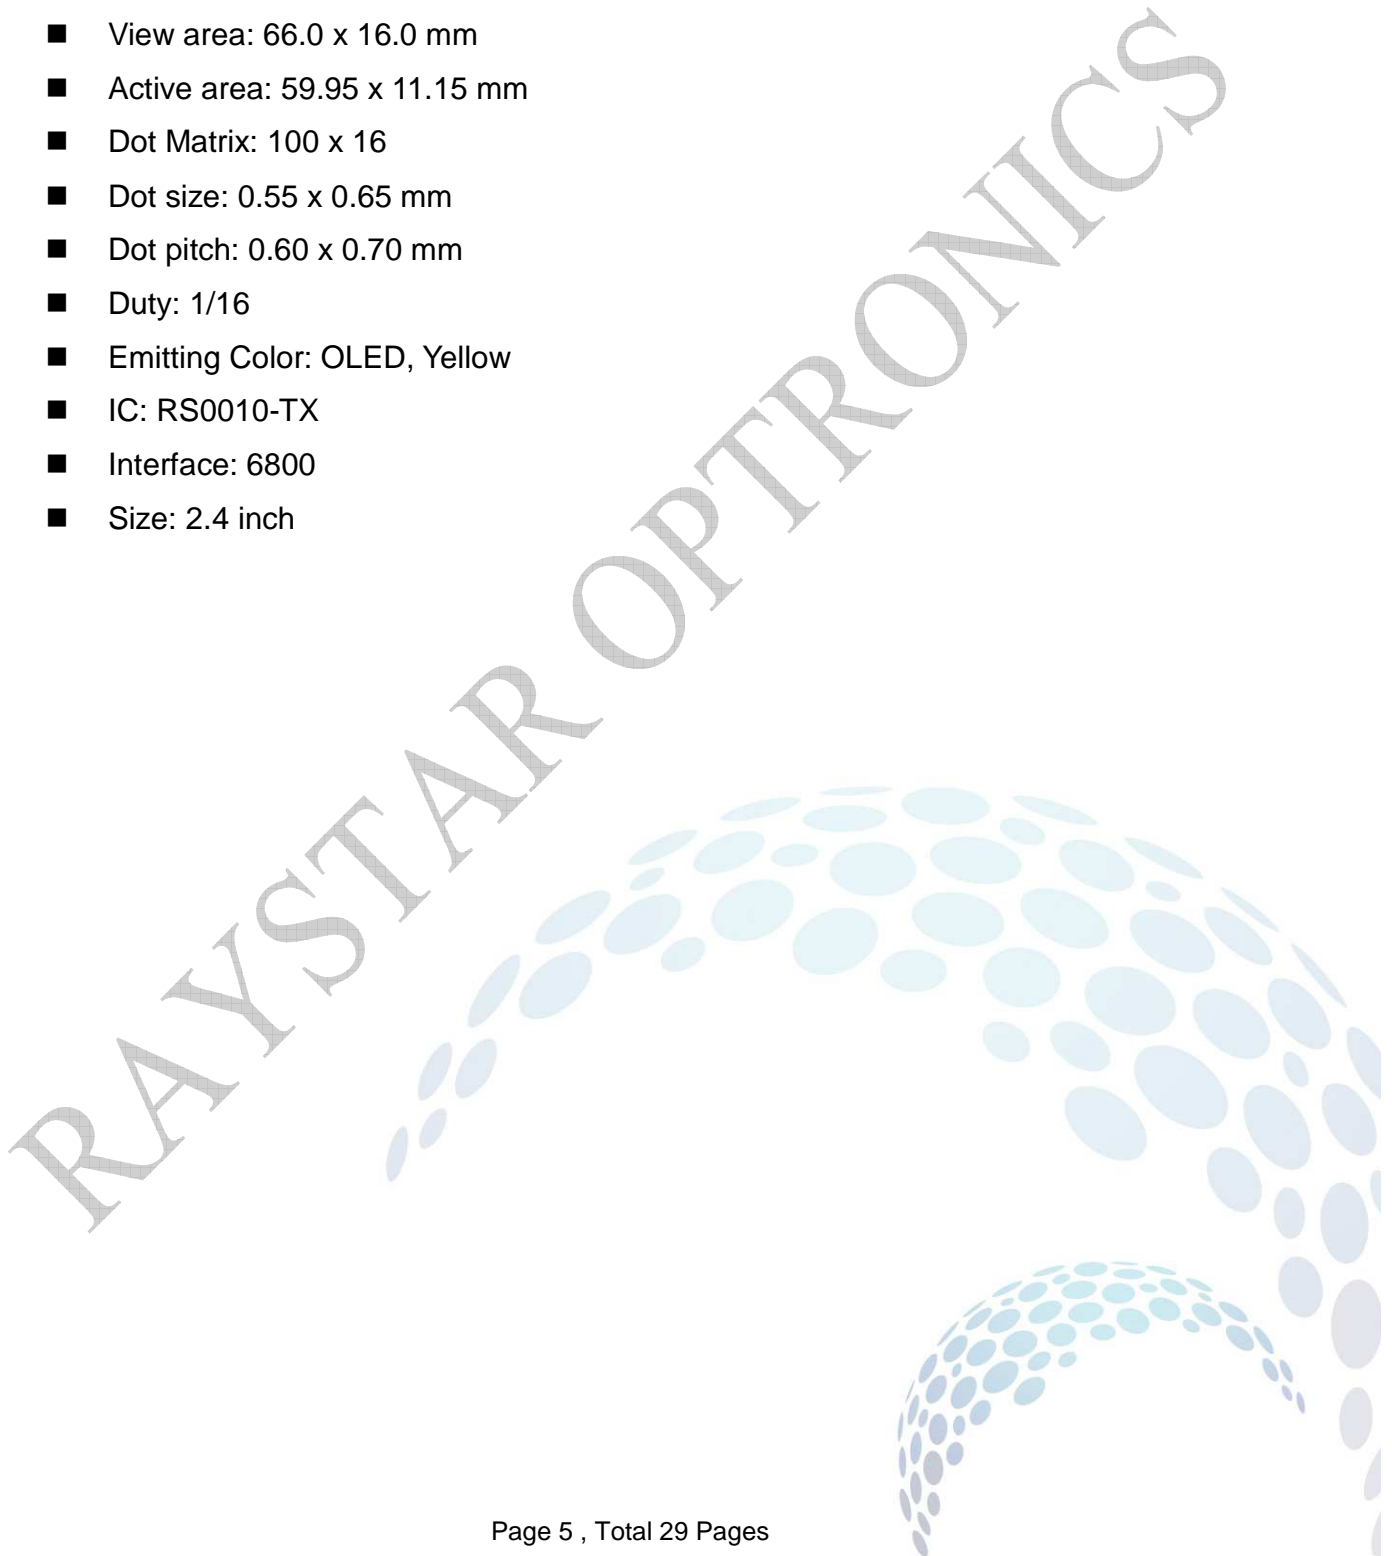 ■ View area: 66.0 x 16.0 mm
■ Active area: 59.95 x 11.15 mm
■ Dot Matrix: 100 x 16
■ Dot size: 0.55 x 0.65 mm
■ Dot pitch: 0.60 x 0.70 mm
■ Duty: 1/16
■ Emitting Color: OLED, Yellow
■ IC: RS0010-TX
■ Interface: 6800
■ Size: 2.4 inch
RAYSTAR OPTRONICS
Page 5 , Total 29 Pages